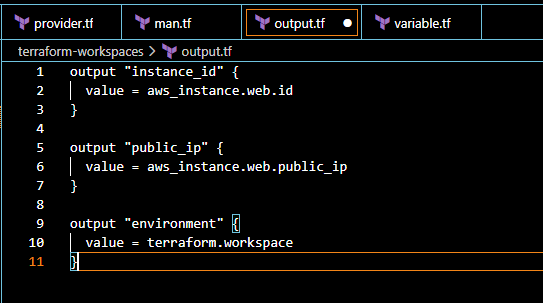 provider.tf man.tf output.tf variable.tf
terraform-workspaces > output.tf
1 output "instance_id" {
2 value = aws_instance.web.id
3 }
4
5 output "public_ip" {
6 value = aws_instance.web.public_ip
7 }
8
9 output "environment" {
10 value = terraform.workspace
11 }